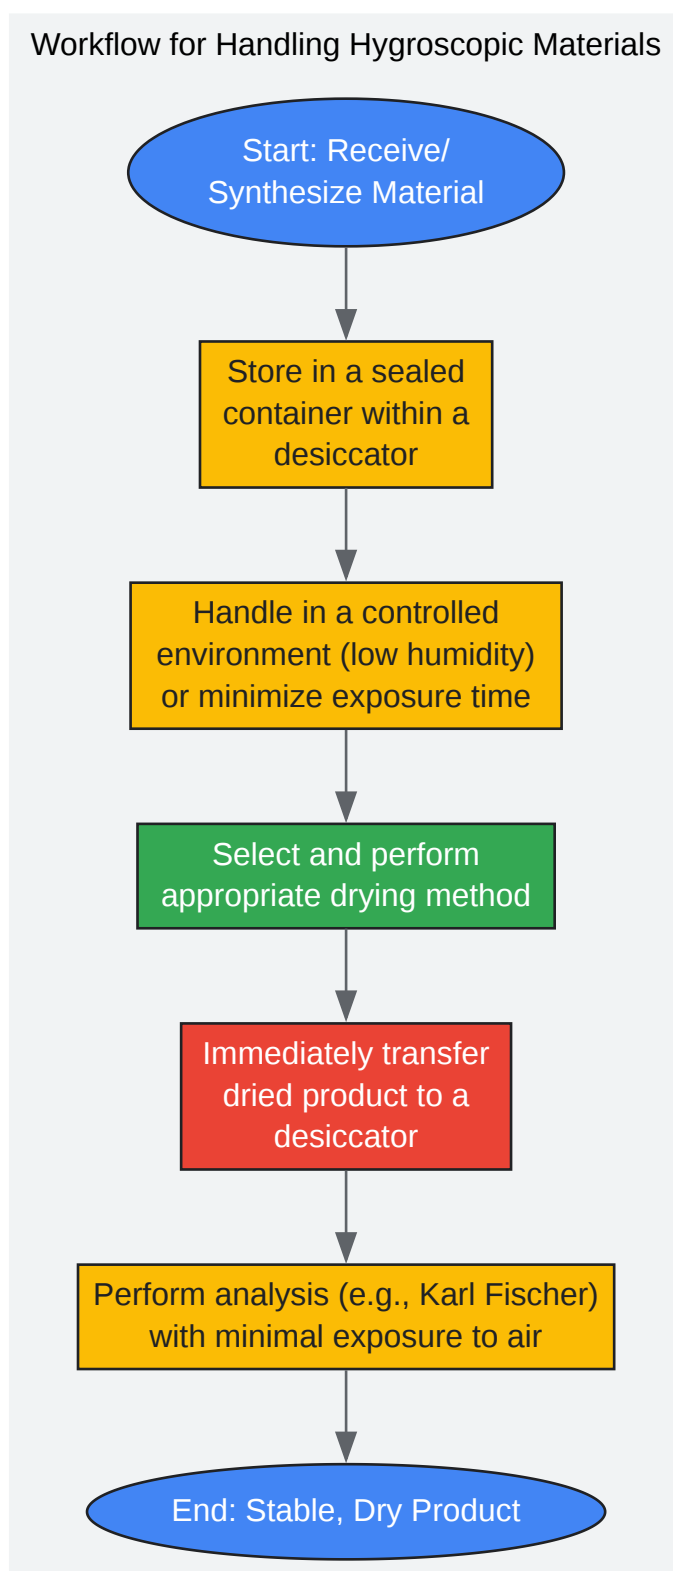 Workflow for Handling Hygroscopic Materials
Start: Receive/
Synthesize Material
Store in a sealed
container within a
desiccator
Handle in a controlled
environment (low humidity)
or minimize exposure time
Select and perform
appropriate drying method
Immediately transfer
dried product to a
desiccator
Perform analysis (e.g., Karl Fischer)
with minimal exposure to air
End: Stable, Dry Product